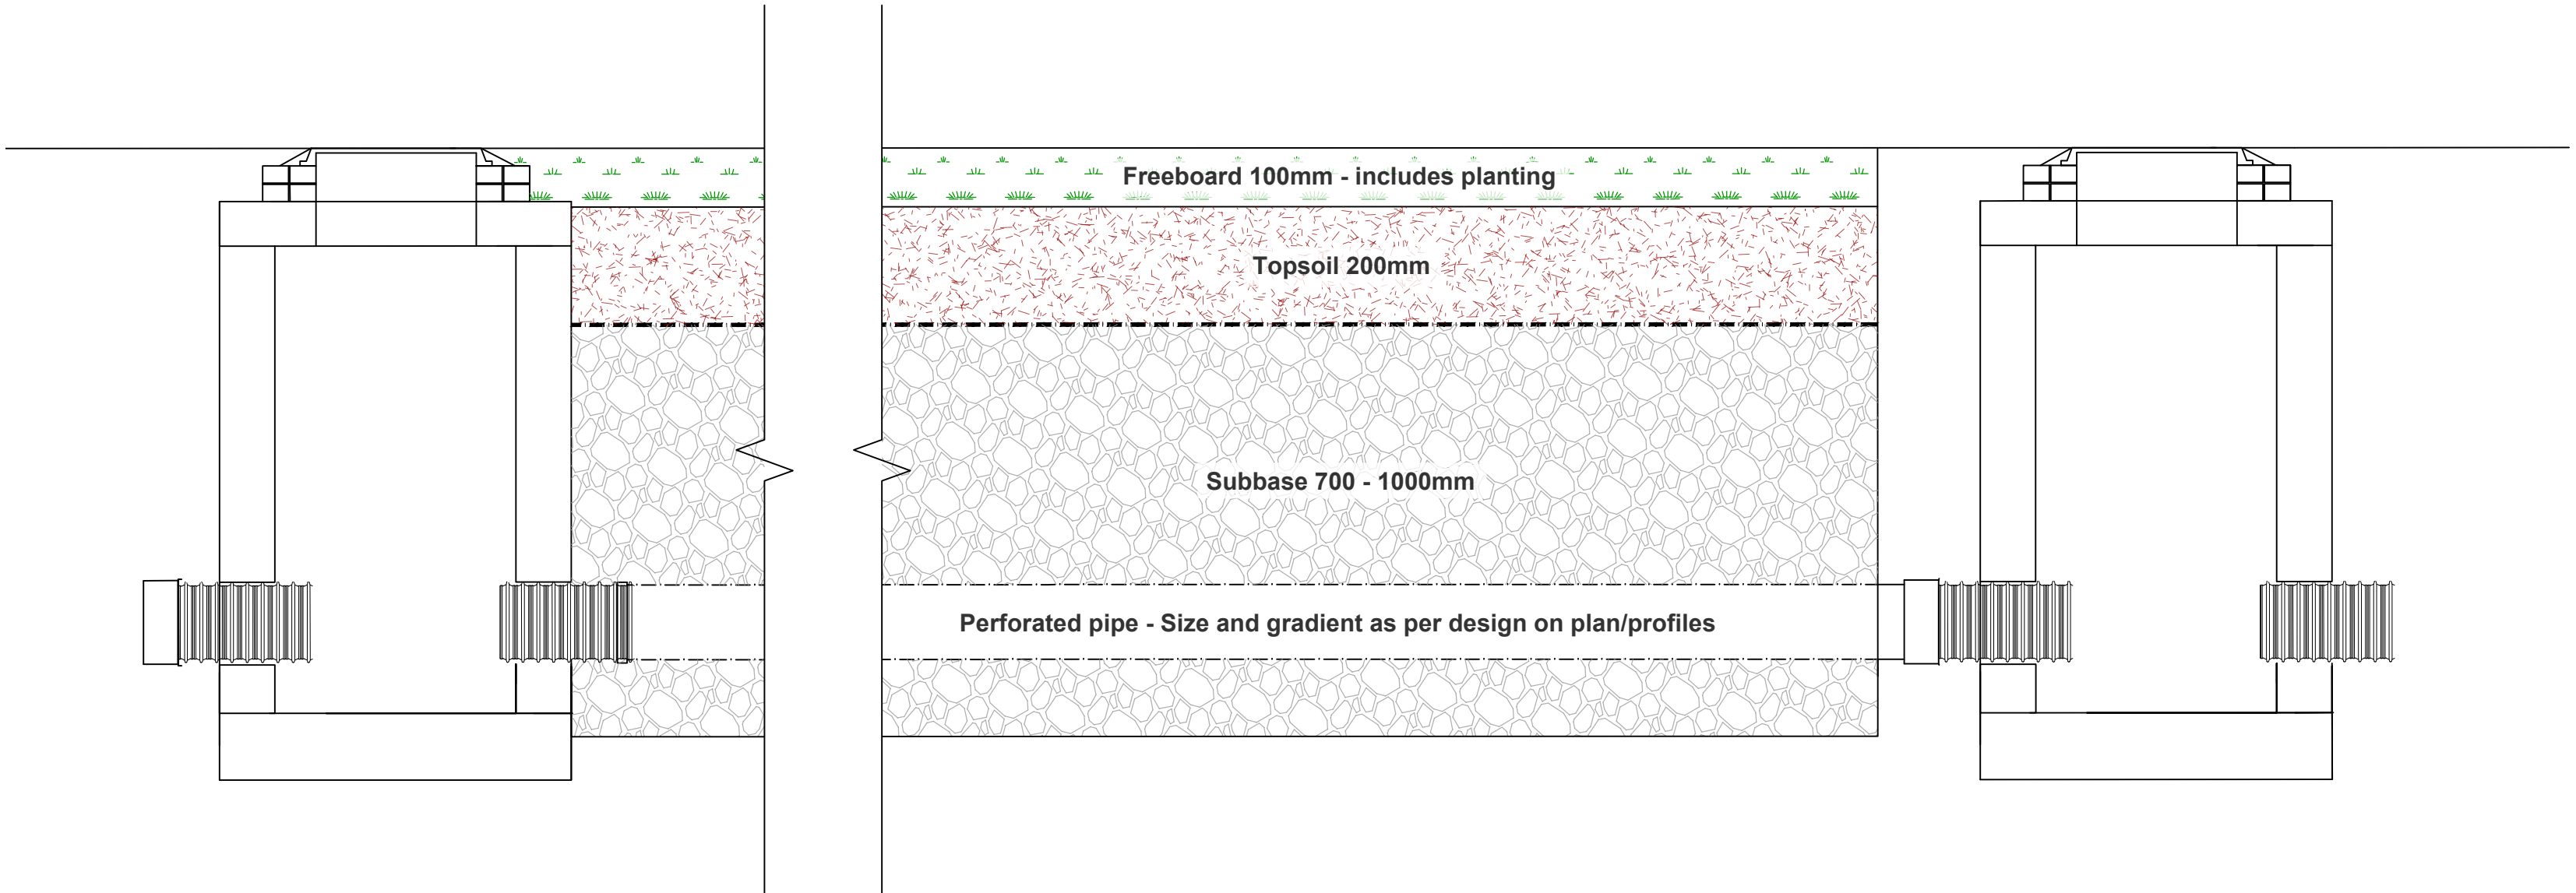 Freeboard 100mm - includes planting
Topsoil 200mm
Subbase 700 - 1000mm
Perforated pipe - Size and gradient as per design on plan/profiles